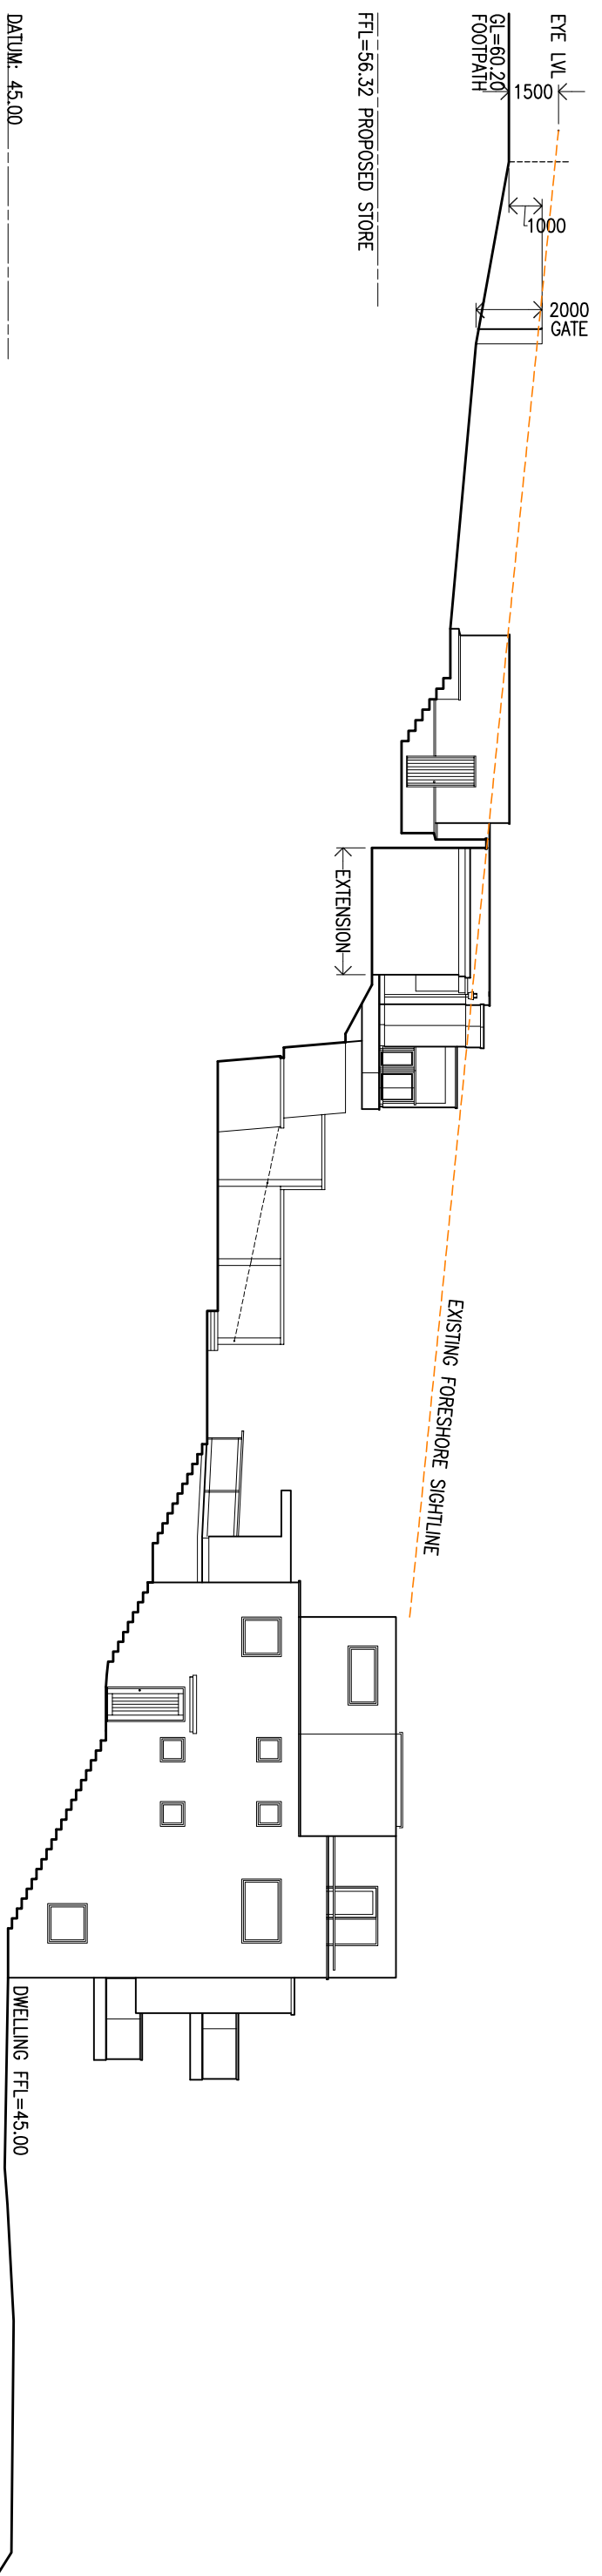 EYE LVL
1500
GL=60.20
FOOTPATH
1000
2000
GATE
FFL=56.32 PROPOSED STORE
DATUM: 45.00
EXTENSION
EXISTING FORESHORE SIGHTLINE
DWELLING FFL=45.00